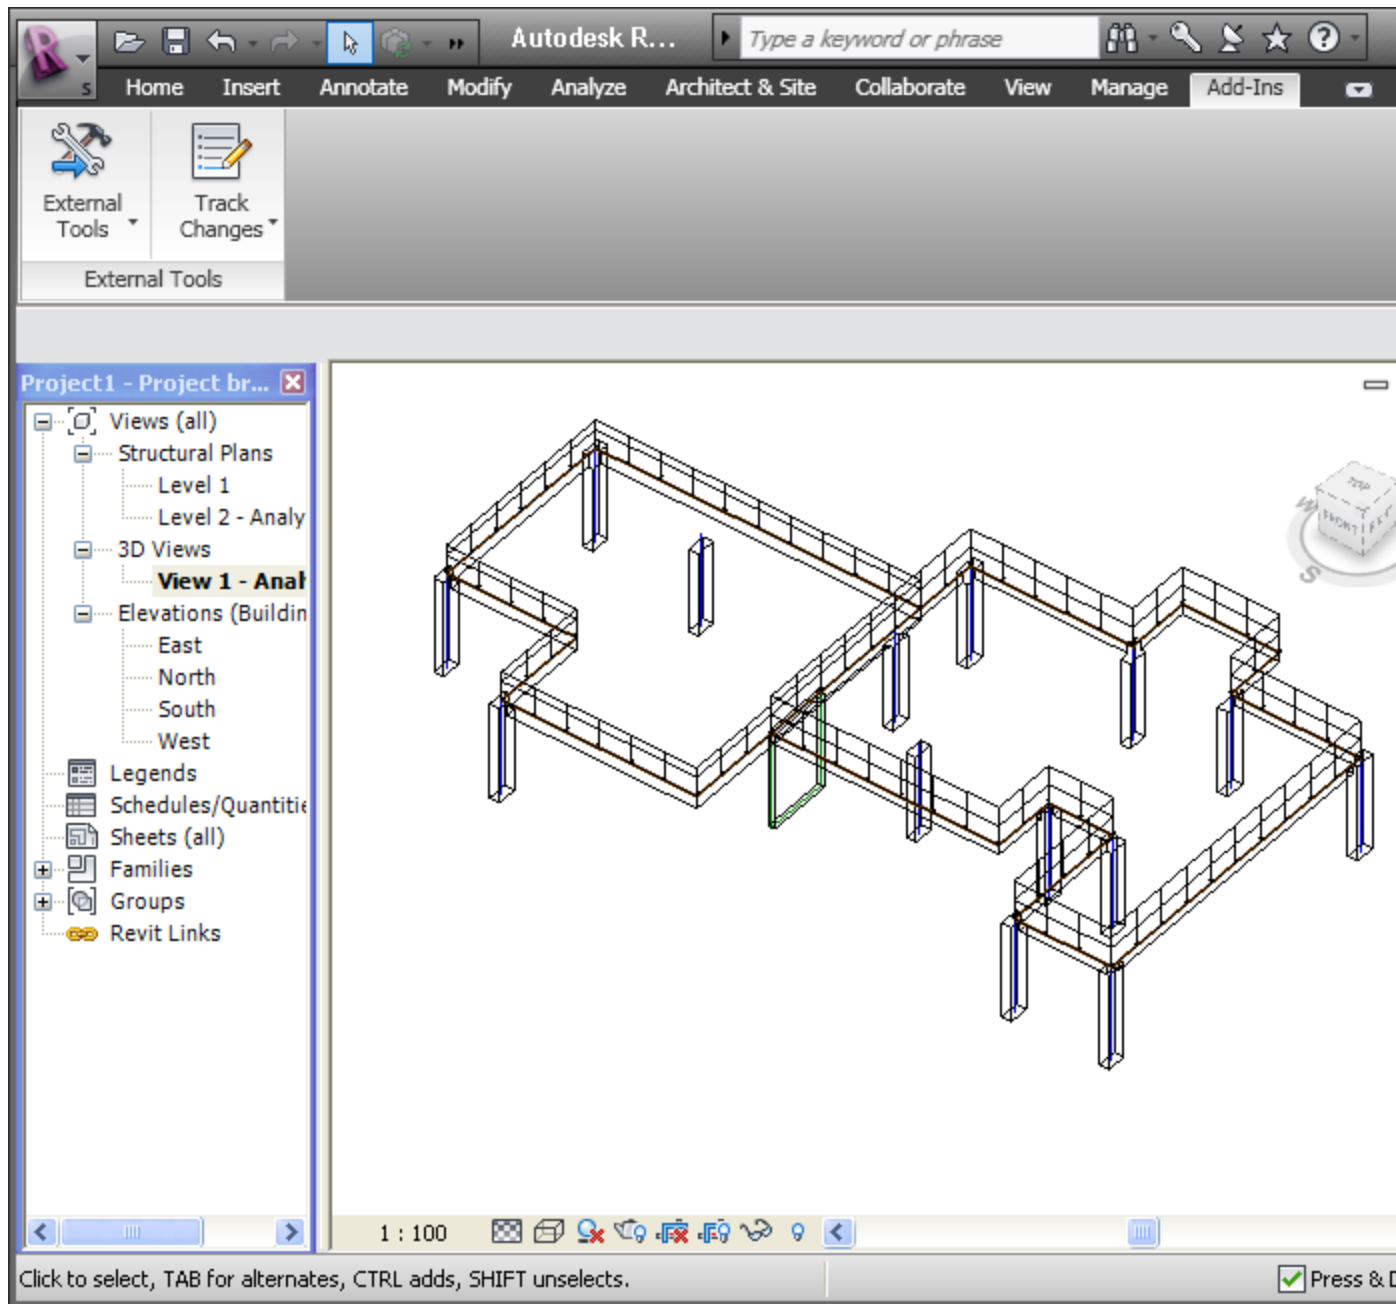 Autodesk R...
Type a keyword or phrase
S
Home Insert Annotate Modify Analyze Architect & Site Collaborate View Manage Add-Ins
External Tools
Track Changes
External Tools
Project1 - Project br...
Views (all)
Structural Plans
Level 1
Level 2 - Analy
3D Views
View 1 - Anal
Elevations (Buildin
East
North
South
West
Legends
Schedules/Quantitie
Sheets (all)
Families
Groups
Revit Links
TOP
FRONT
W
S
1 : 100
Click to select, TAB for alternates, CTRL adds, SHIFT unselects.
Press & D